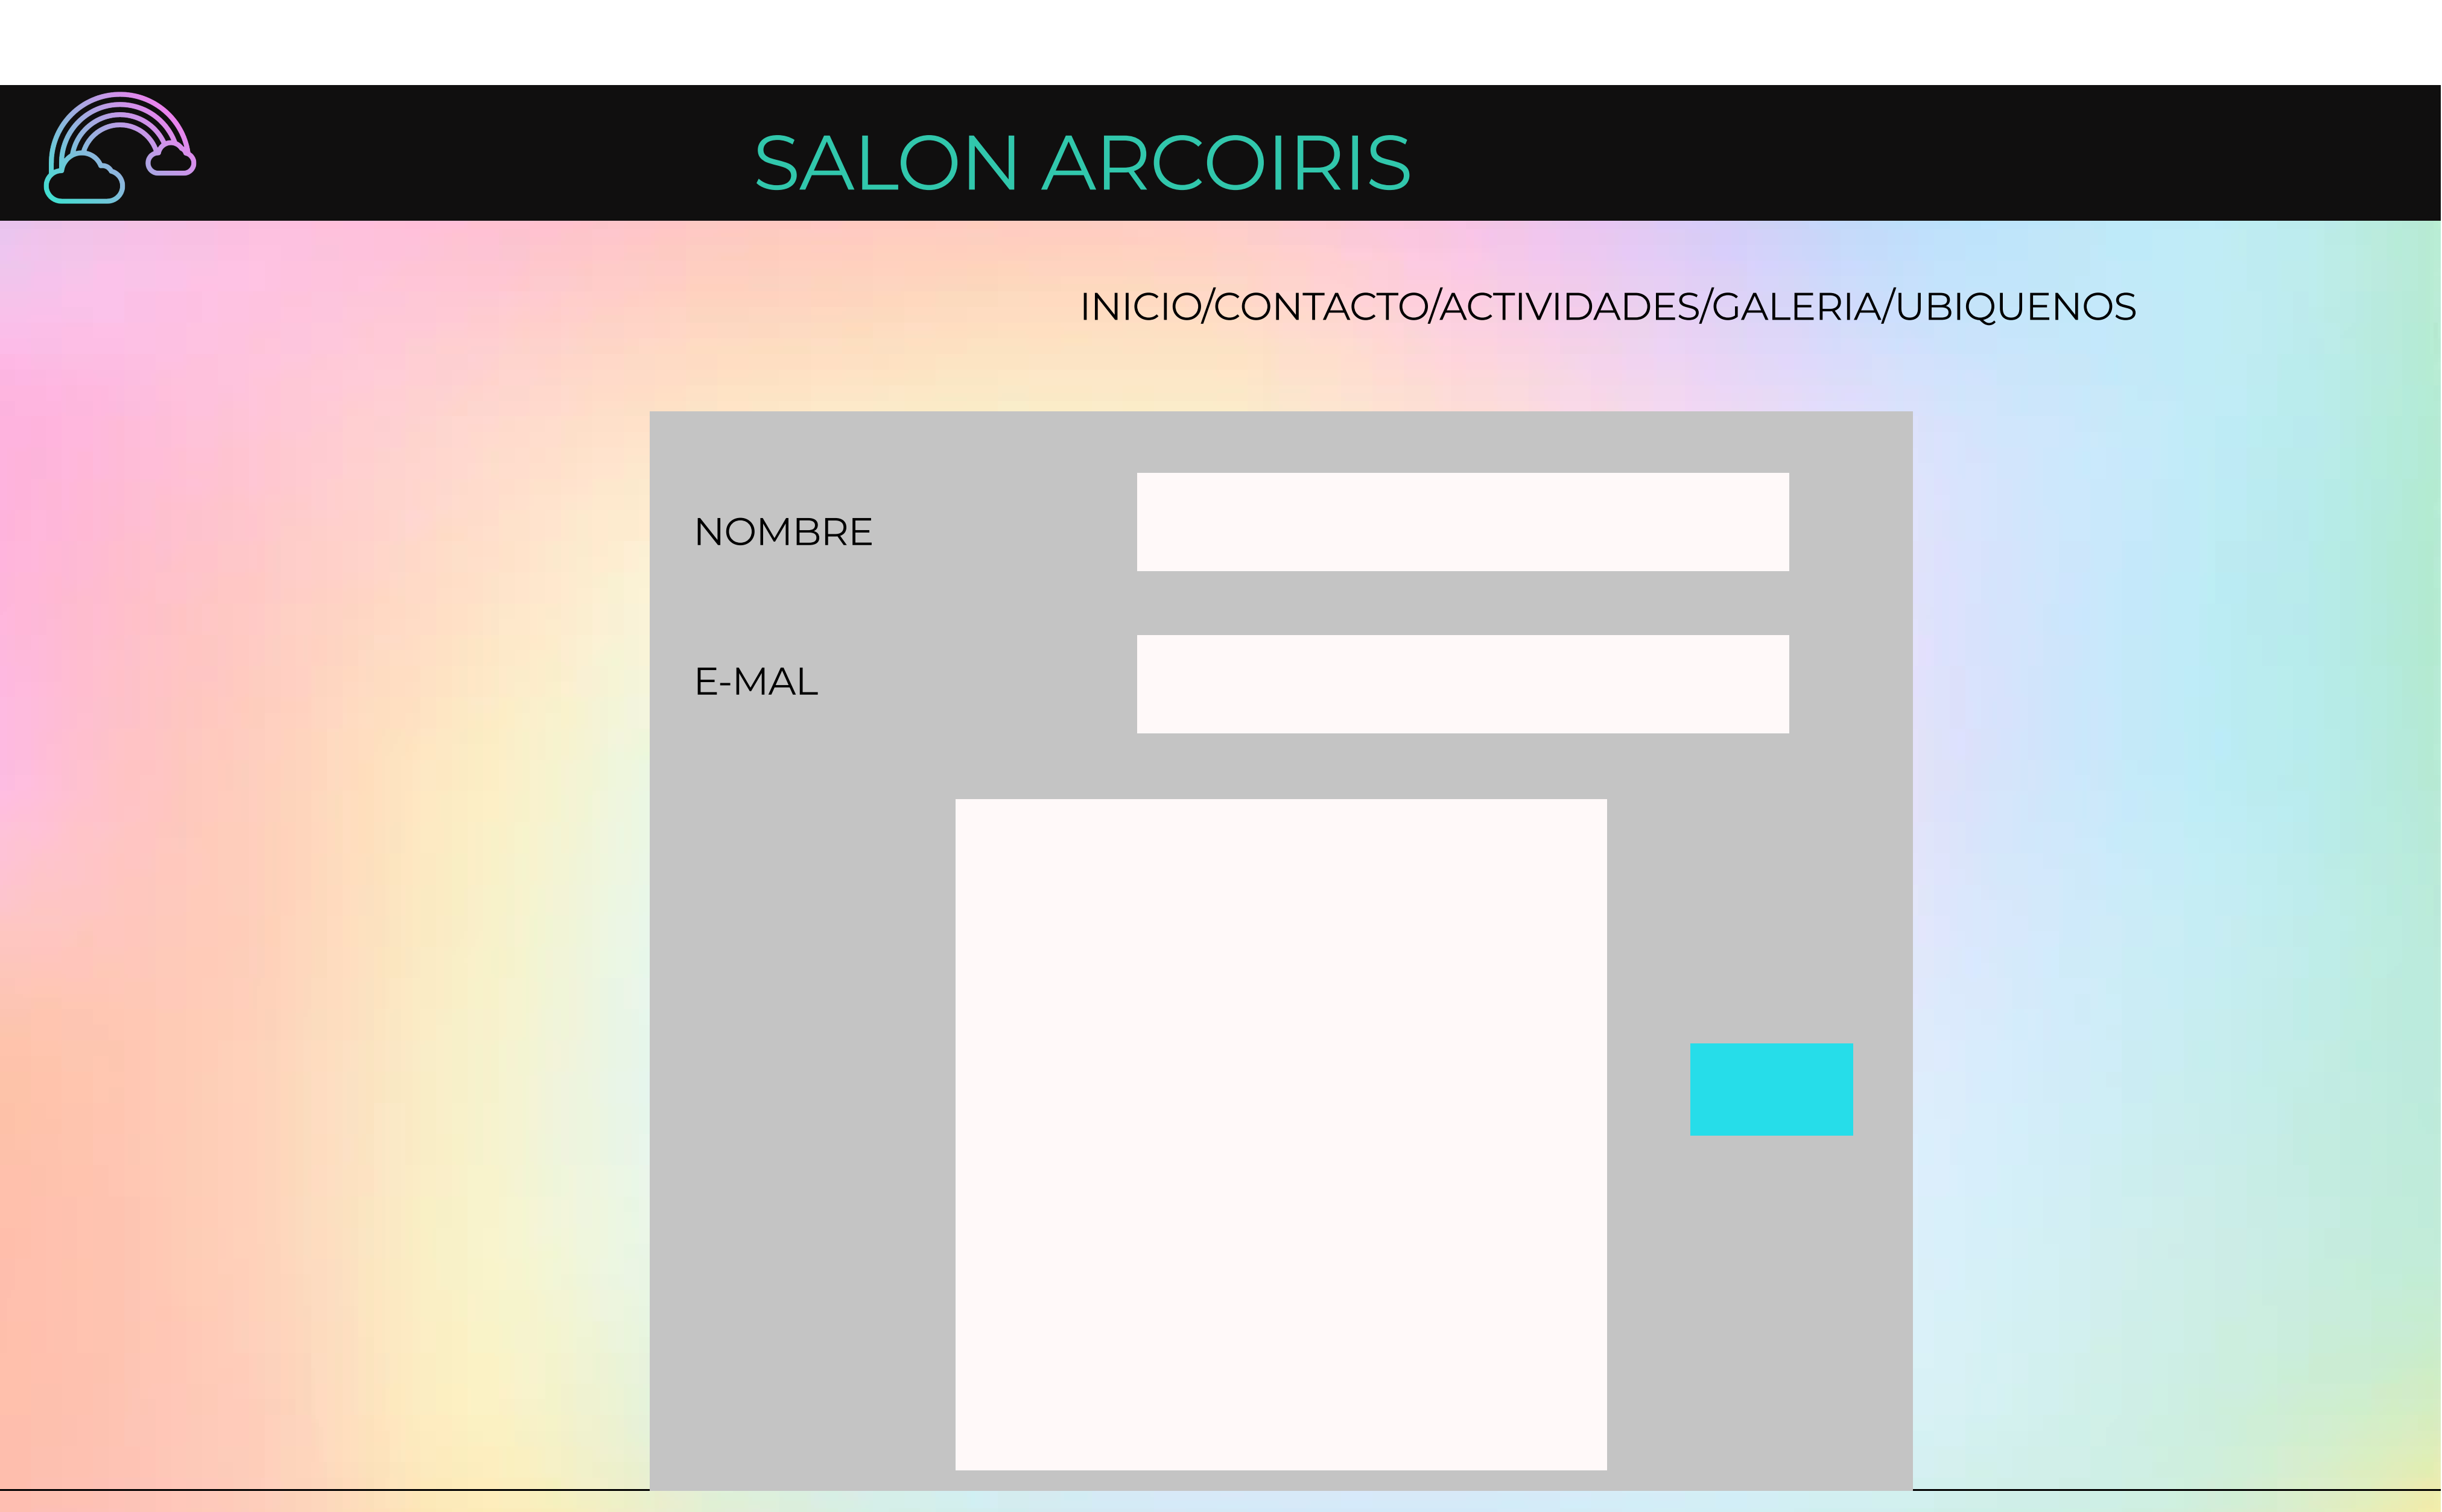 SALON ARCOIRIS
INICIO/CONTACTO/ACTIVIDADES/GALERIA/UBIQUENOS
NOMBRE
E-MAL